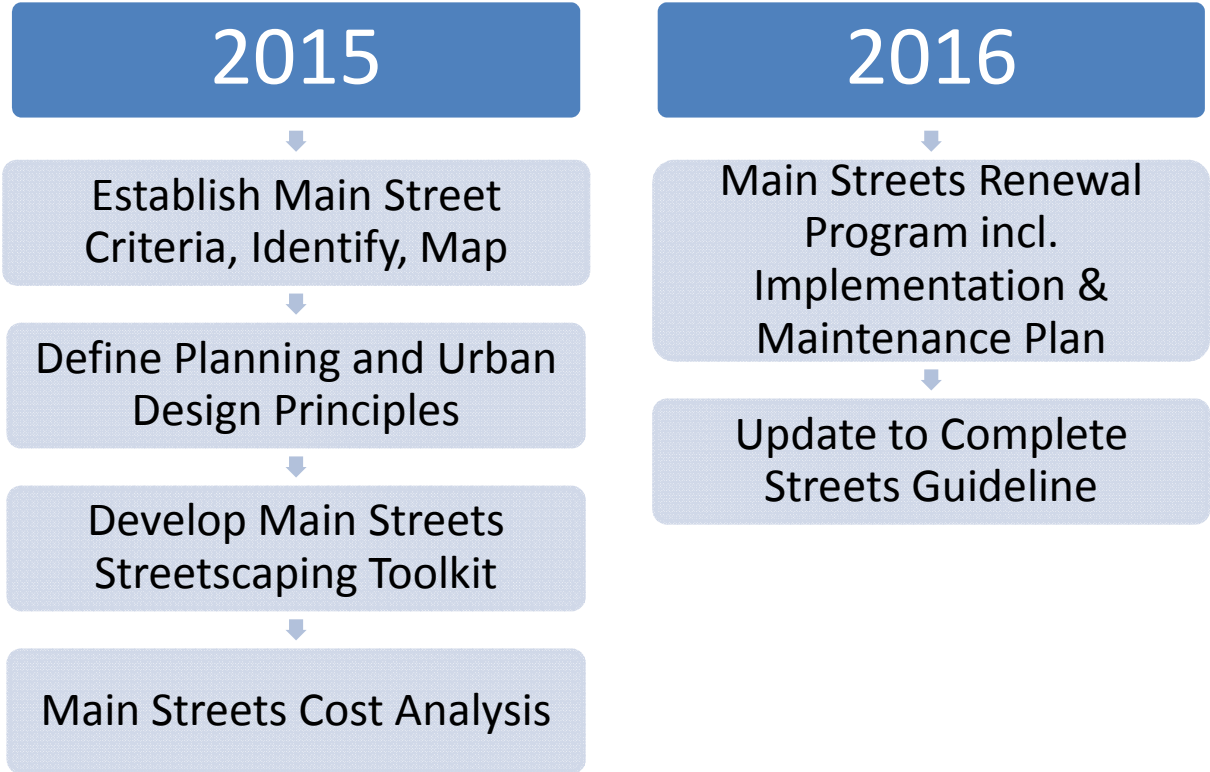 2015
Establish Main Street
Criteria, Identify, Map
Define Planning and Urban
Design Principles
Develop Main Streets
Streetscaping Toolkit
Main Streets Cost Analysis
2016
Main Streets Renewal
Program incl.
Implementation &
Maintenance Plan
Update to Complete
Streets Guideline